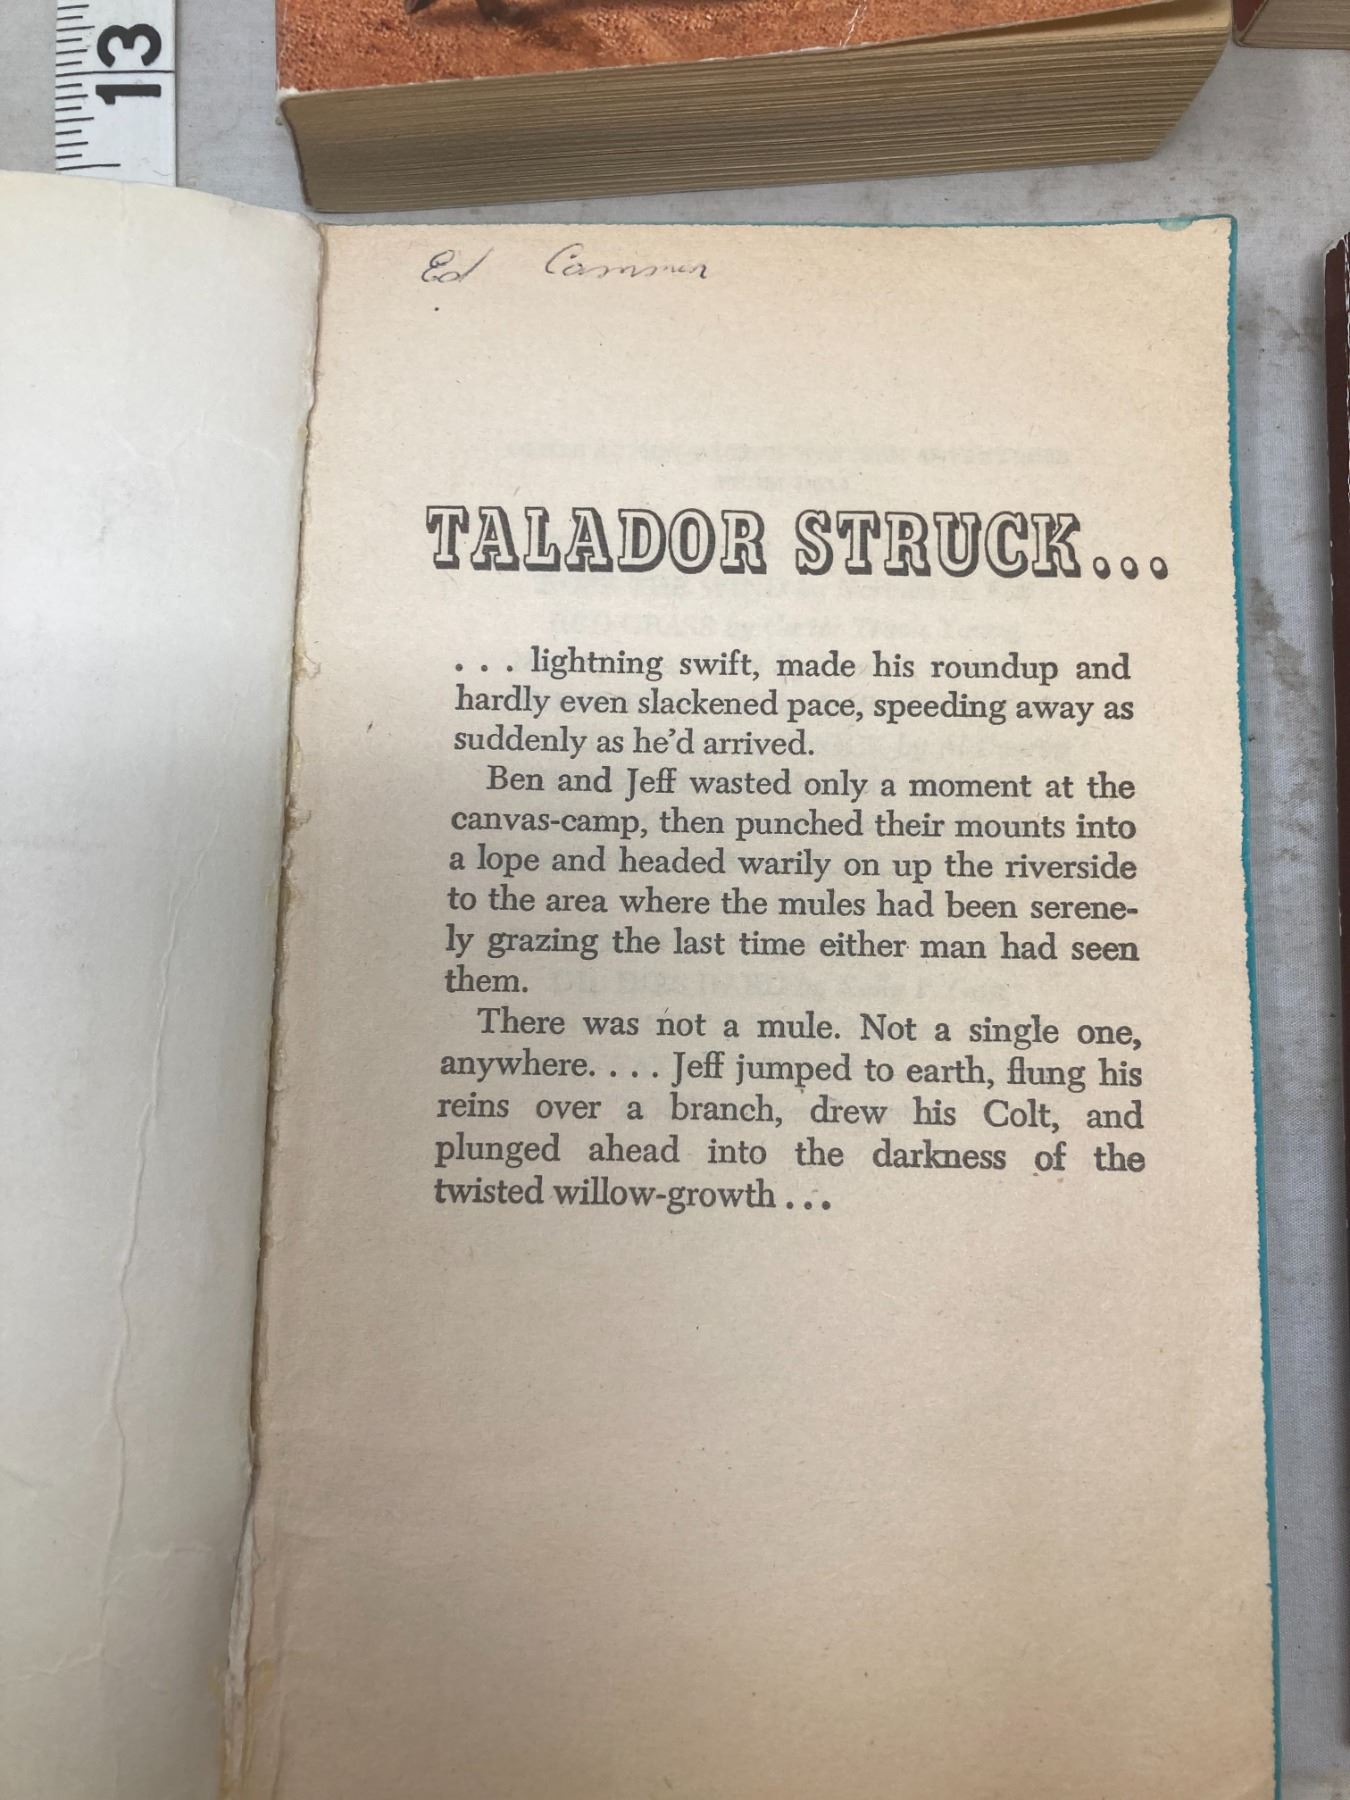 13
Ed Cammer
TALADOR STRUCK...
. . . lightning swift, made his roundup and
hardly even slackened pace, speeding away as
suddenly as he’d arrived.
Ben and Jeff wasted only a moment at the
canvas-camp, then punched their mounts into
a lope and headed warily on up the riverside
to the area where the mules had been serene-
ly grazing the last time either man had seen
them.
There was not a mule. Not a single one,
anywhere. . . . Jeff jumped to earth, flung his
reins over a branch, drew his Colt, and
plunged ahead into the darkness of the
twisted willow-growth . . .